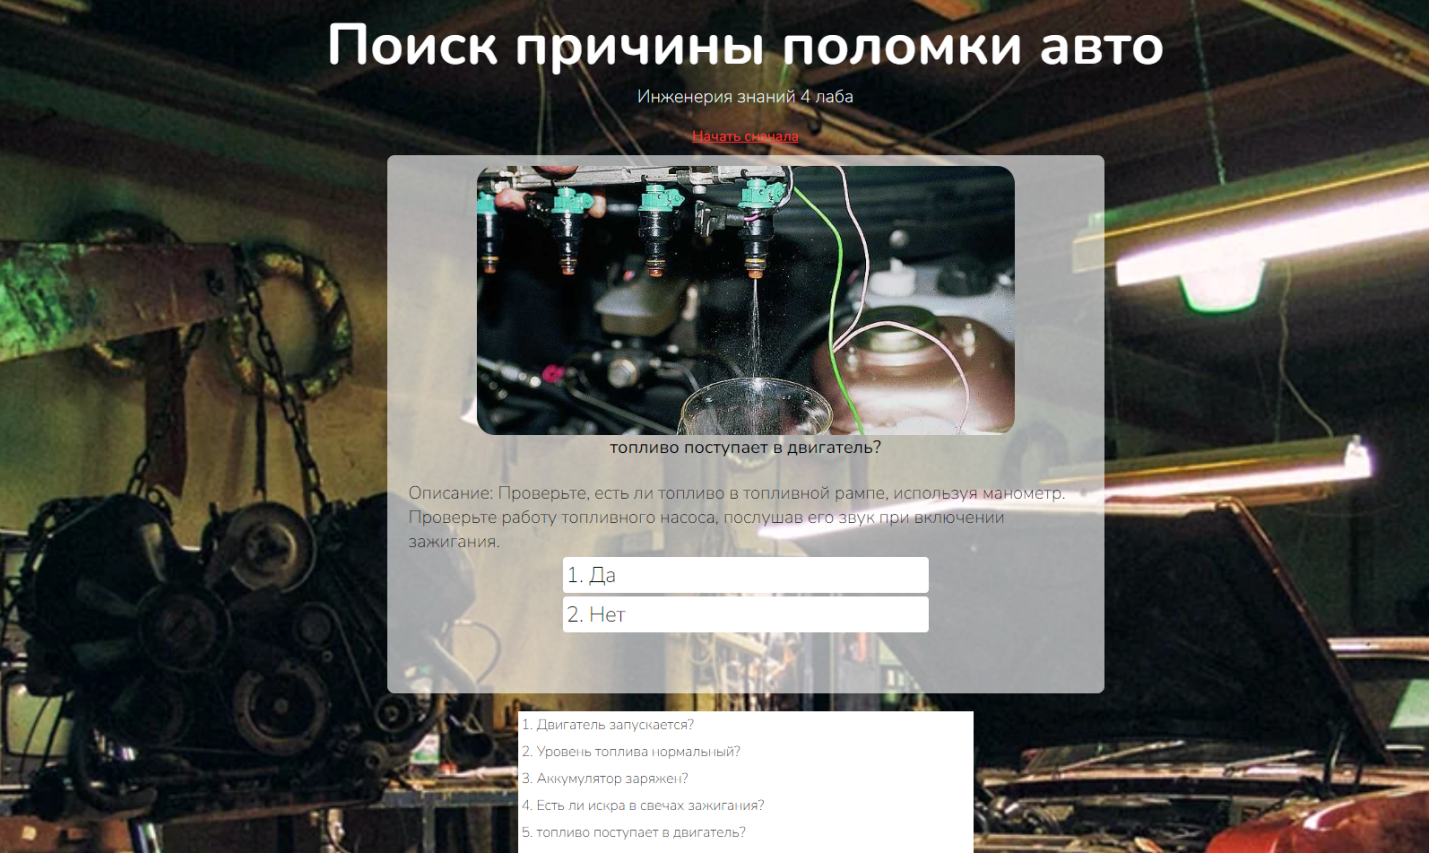 Поиск причины поломки авто
Инженерия знаний 4 лаба
Начать сначала
топливо поступает в двигатель?
Описание: Проверьте, есть ли топливо в топливной рампе, используя манометр.
Проверьте работу топливного насоса, послушав его звук при включении
зажигания.
1. Да
2. Нет
1. Двигатель запускается?
2. Уровень топлива нормальный?
3. Аккумулятор заряжен?
4. Есть ли искра в свечах зажигания?
5. топливо поступает в двигатель?